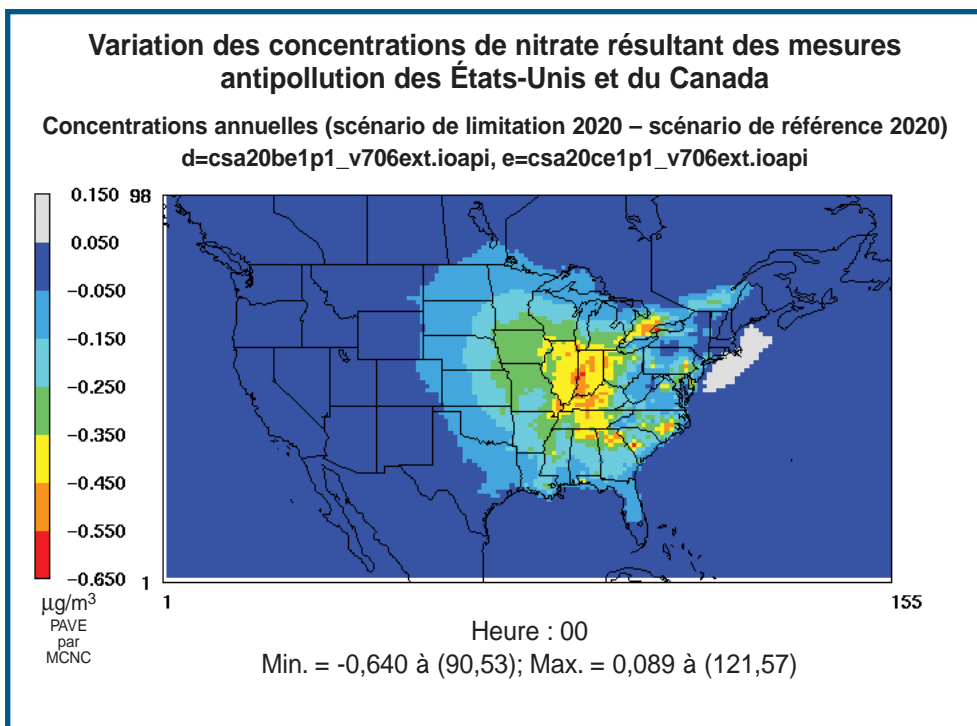 Variation des concentrations de nitrate résultant des mesures
antipollution des États-Unis et du Canada
Concentrations annuelles (scénario de limitation 2020 – scénario de référence 2020)
d=csa20be1p1_v706ext.ioapi, e=csa20ce1p1_v706ext.ioapi
0.150
98
0.050
−0.050
−0.150
−0.250
−0.350
−0.450
−0.550
−0.650
1
µg/m³
1
155
PAVE
par
MCNC
Heure : 00
Min. = -0,640 à (90,53); Max. = 0,089 à (121,57)